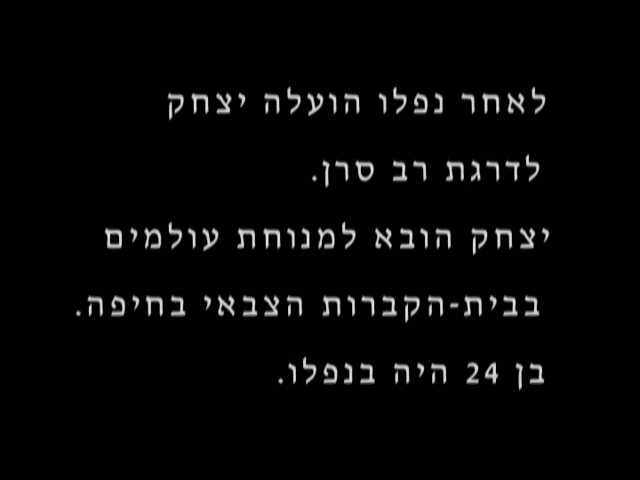 לאחר נפלו הועלה יצחק
לדרגת רב סרן.
יצחק הובא למנוחת עולמים
בבית-הקברות הצבאי בחיפה.
בן 24 היה בנפלו.